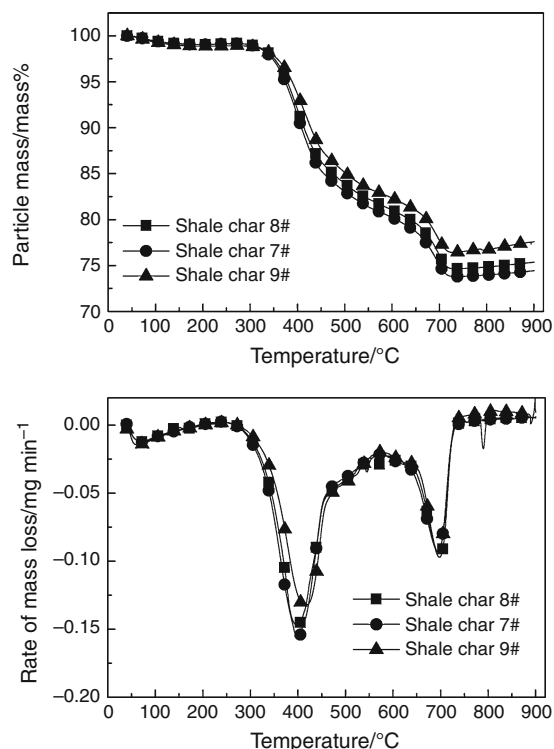 100
95
90
85
80
75
70
Particle mass/mass%
Shale char 8#
Shale char 7#
Shale char 9#
0 100 200 300 400 500 600 700 800 900
Temperature/°C
0.00
−0.05
−0.10
−0.15
−0.20
Rate of mass loss/mg min⁻¹
Shale char 8#
Shale char 7#
Shale char 9#
0 100 200 300 400 500 600 700 800 900
Temperature/°C